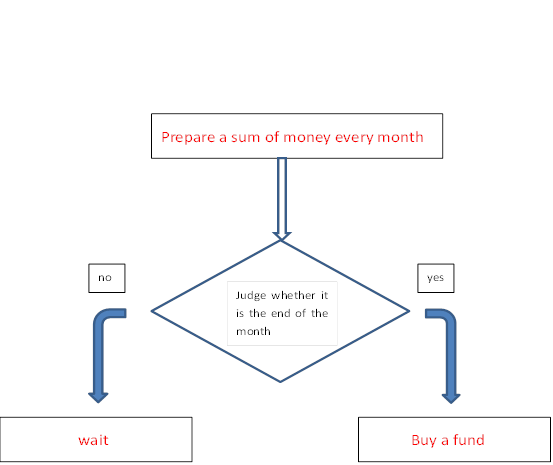 Prepare a sum of money every month
no
yes
Judge whether it
is the end of the
month
wait
Buy a fund